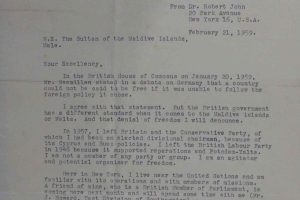 From Dr. Robert John
20 Park Avenue
New York 16, U.S.A.
February 21, 1959.
H.E. The Sultan of the Maldive Islands,
Male.
Your Excellency,
In the British House of Commons on January 20, 1959,
Mr. Macmillan stated in a debate on Germany that a country
could not be said to be free if it was unable to follow the
foreign policy it chose.
I agree with that statement. But the British government
has a different standard when it comes to the Maldive Islands
or Malta, and that denial of freedom I will denounce.
In 1957, I left Britain and the Conservative Party, of
which I had been an elected divisional chairman, because of
its Cyprus and Suez policies. I left the British Labour Party
in 1946 because it supported reparations and Potsdam-Yalta.
I am not a member of any party or group. I am an agitator
and potential organiser for freedom.
Here in New York, I live near the United Nations and am
familiar with its operations and with members of missions.
A friend of mine, who is a British member of Parliament, is
coming here next month and will spend some time with me (Mr.